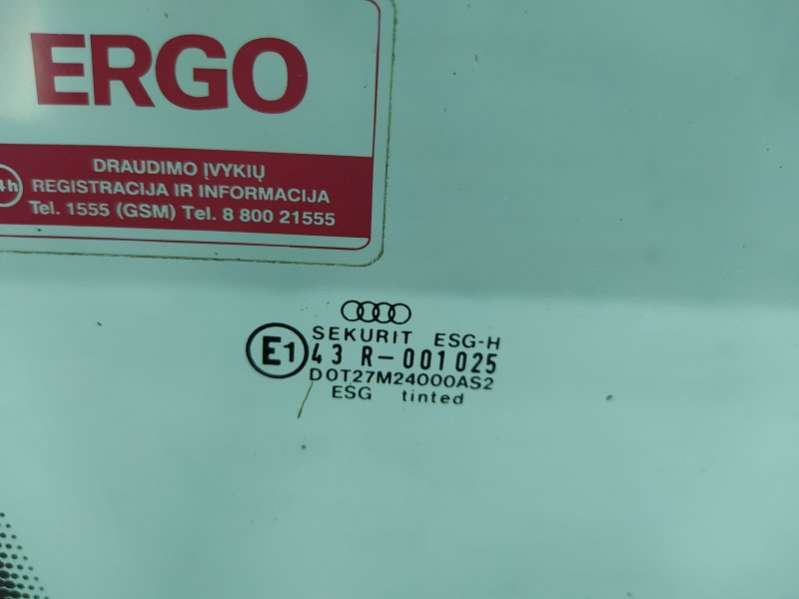 ERGO
DRAUDIMO ĮVYKIŲ
REGISTRACIJA IR INFORMACIJA
Tel. 1555 (GSM) Tel. 8 800 21555
SEKURIT ESG-H
E1 43 R-001025
DOT27M24000AS2
ESG tinted